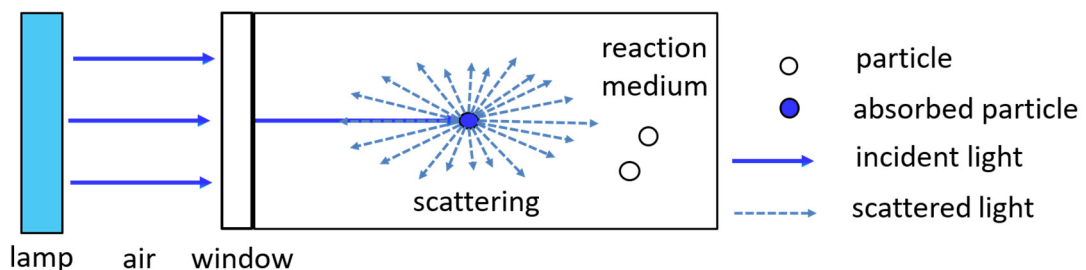 reaction
medium
scattering
lamp
air
window
particle
absorbed particle
incident light
scattered light